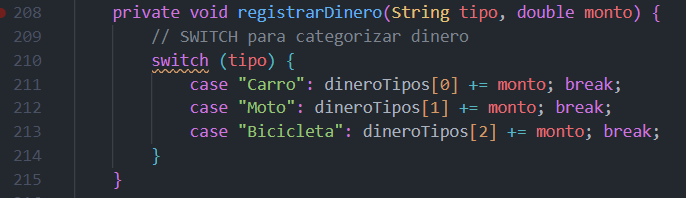 208 private void registrarDinero(String tipo, double monto) {
209 // SWITCH para categorizar dinero
210 switch (tipo) {
211 case "Carro": dineroTipos[0] += monto; break;
212 case "Moto": dineroTipos[1] += monto; break;
213 case "Bicicleta": dineroTipos[2] += monto; break;
214 }
215 }